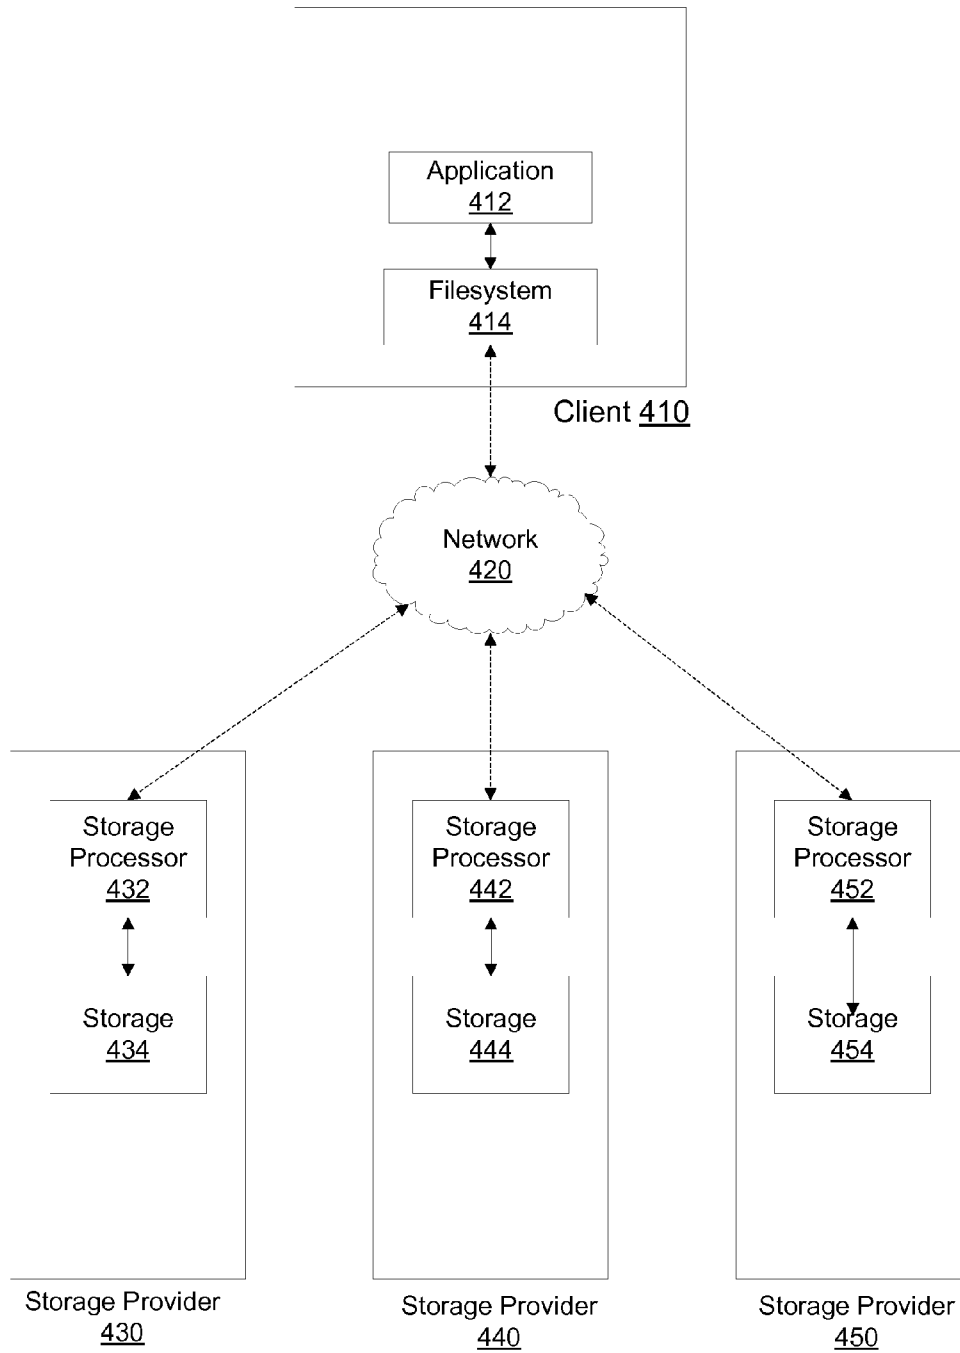 Application
412
Filesystem
414
Client 410
Network
420
Storage
Processor
432
Storage
Processor
442
Storage
Processor
452
Storage
434
Storage
444
Storage
454
Storage Provider
430
Storage Provider
440
Storage Provider
450